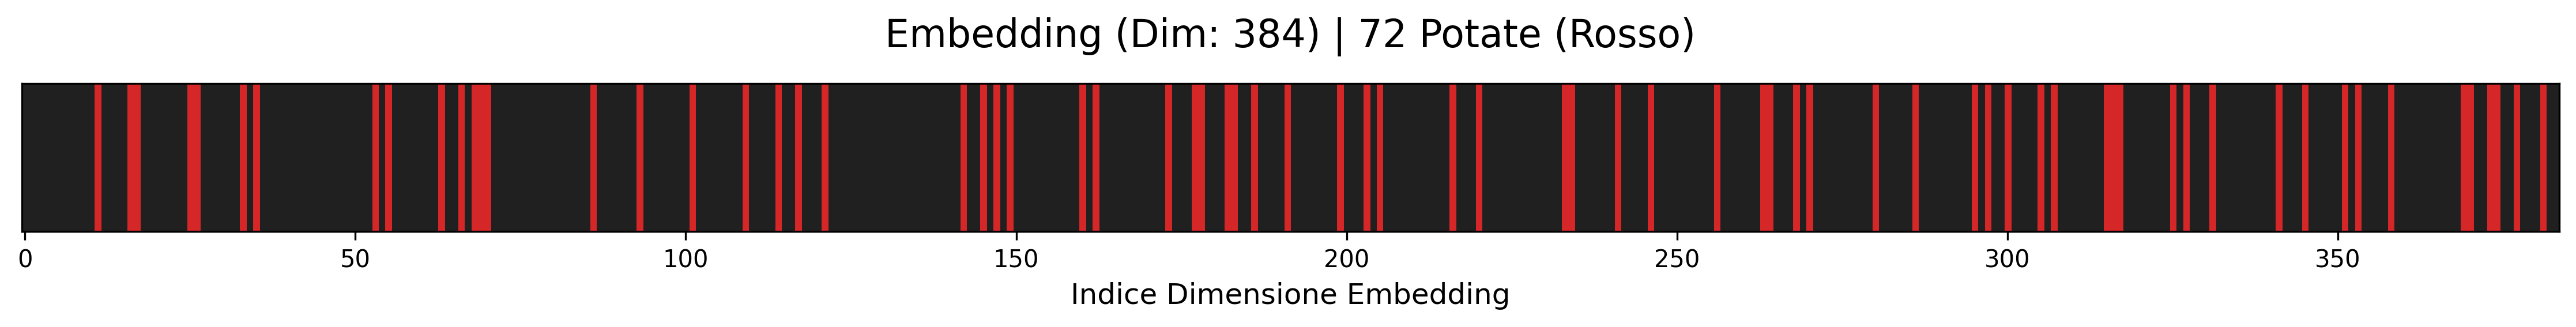 Embedding (Dim: 384) | 72 Potate (Rosso)
0 50 100 150 200 250 300 350
Indice Dimensione Embedding